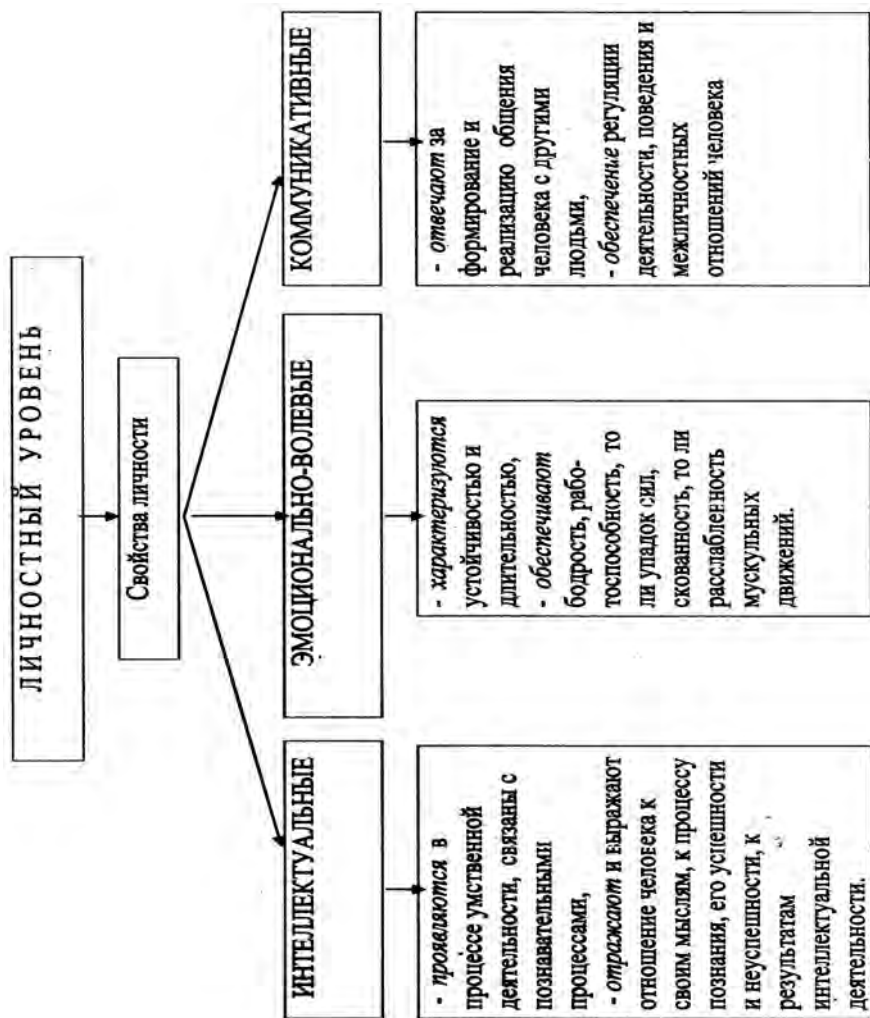 ЛИЧНОСТНЫЙ УРОВЕНЬ
Свойства личности
ИНТЕЛЛЕКТУАЛЬНЫЕ
- проявляются в
процессе умственной
деятельности, связаны с
познавательными
процессами,
- отражают и выражают
отношение человека к
своим мыслям, к процессу
познания, его успешности
и неуспешности, к
результатам
интеллектуальной
деятельности.
ЭМОЦИОНАЛЬНО-ВОЛЕВЫЕ
- характеризуются
устойчивостью и
длительностью,
- обеспечивают
бодрость, рабо-
тоспособность, то
ли упадок сил,
скованность, то ли
расслабленность
мускульных
движений.
КОММУНИКАТИВНЫЕ
- отвечают за
формирование и
реализацию общения
человека с другими
людьми,
- обеспечение регуляции
деятельности, поведения и
межличностных
отношений человека